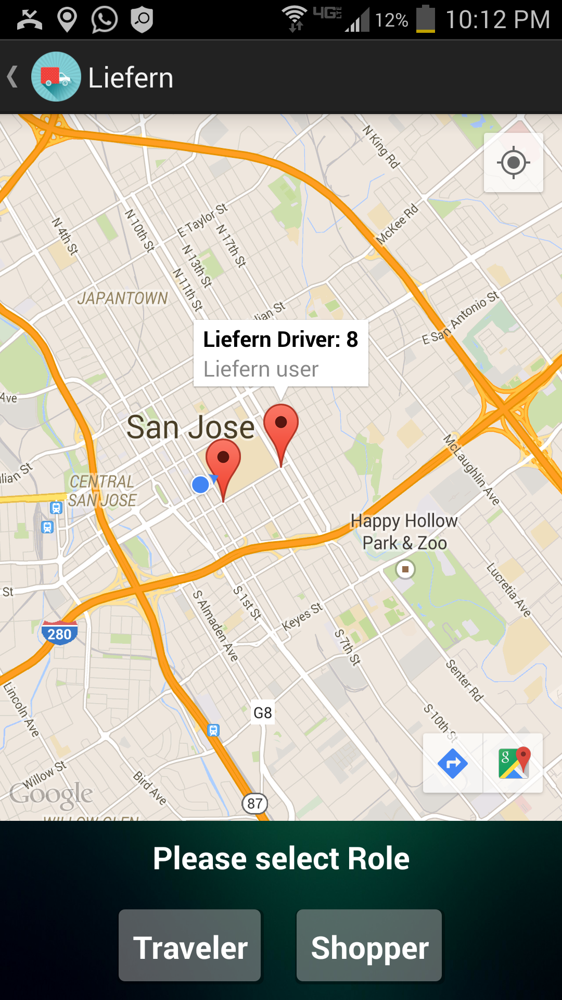 4G LTE 12% 10:12 PM
Liefern
N King Rd
McKee Rd
E Taylor St
N 4th St
N 10th St
N 17th St
N 13th St
N 11th St
JAPANTOWN
E San Antonio St
lian St
Liefern Driver: 8
Liefern user
Ave
San Jose
McLaughlin Ave
lian St
CENTRAL
SAN JOSE
Happy Hollow
Park & Zoo
Lucretia Ave
St
S 1st St
S Almaden Ave
Keyes St
280
S 7th St
Senter Rd
Lincoln Ave
G8
S 10th St
Willow St
Bird Ave
Google
g
87
WILLOW GLEN
Please select Role
Traveler
Shopper